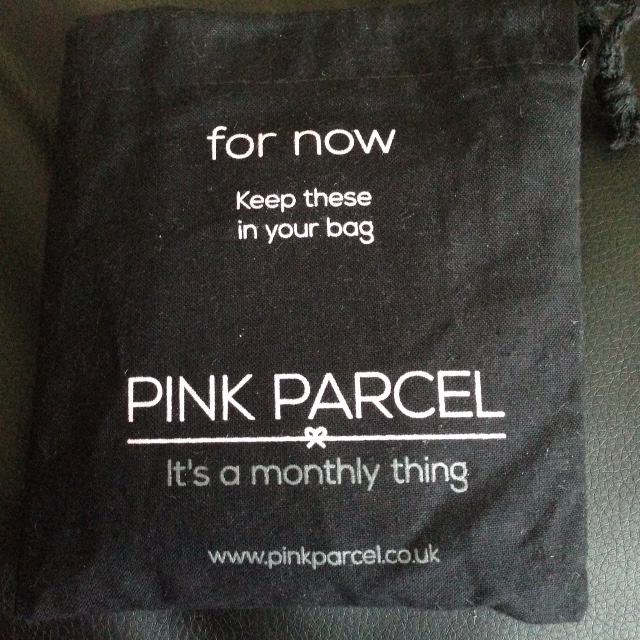 for now
Keep these
in your bag
PINK PARCEL
It's a monthly thing
www.pinkparcel.co.uk